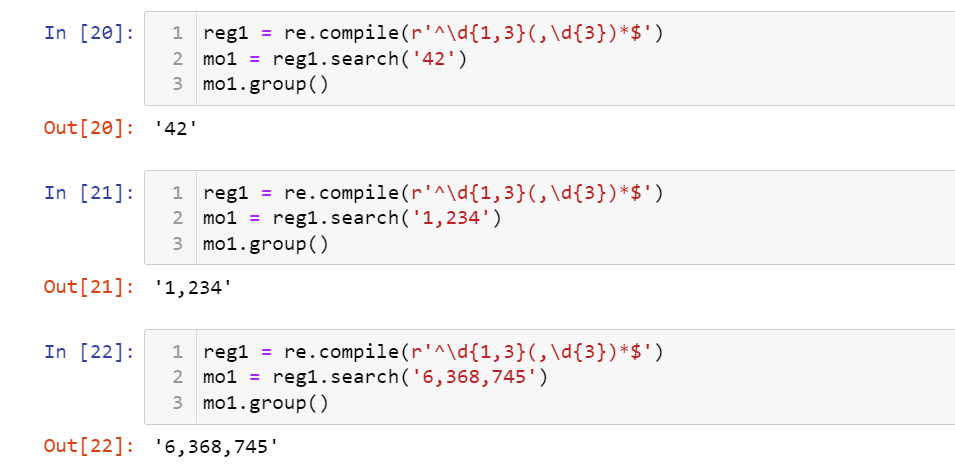 In [20]: 1 reg1 = re.compile(r'^\d{1,3}(,\d{3})*$')
2 mo1 = reg1.search('42')
3 mo1.group()
Out[20]: '42'
In [21]: 1 reg1 = re.compile(r'^\d{1,3}(,\d{3})*$')
2 mo1 = reg1.search('1,234')
3 mo1.group()
Out[21]: '1,234'
In [22]: 1 reg1 = re.compile(r'^\d{1,3}(,\d{3})*$')
2 mo1 = reg1.search('6,368,745')
3 mo1.group()
Out[22]: '6,368,745'